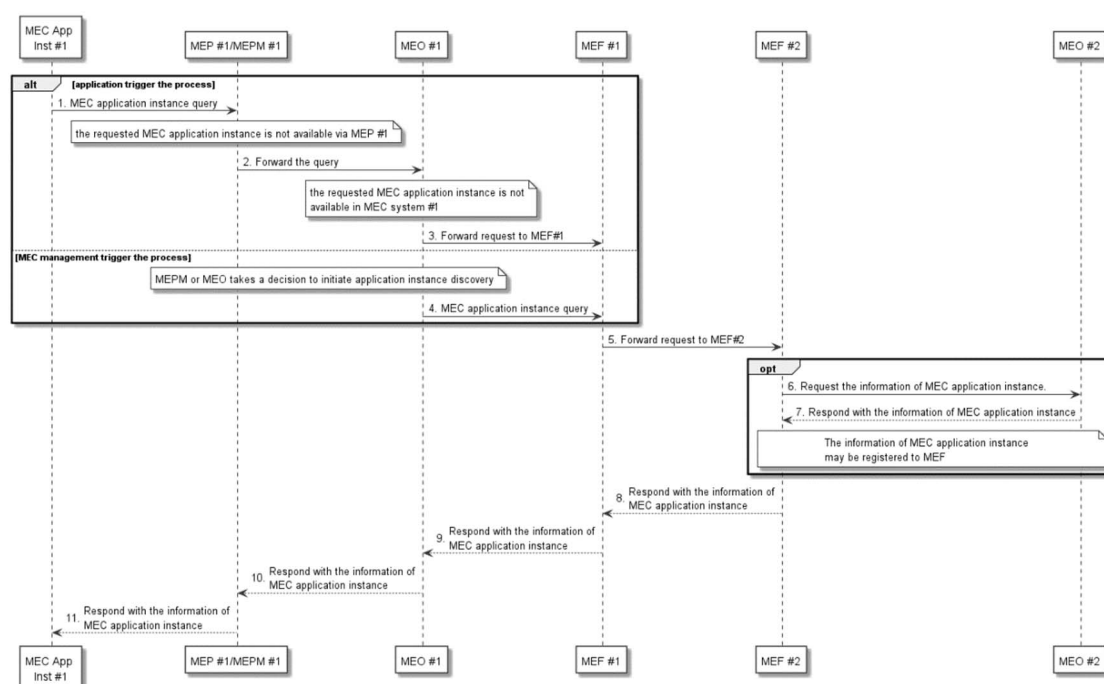 MEC App
Inst #1
MEP #1/MEPM #1
MEO #1
MEF #1
MEF #2
MEO #2
alt
[application trigger the process]
1. MEC application instance query
the requested MEC application instance is not available via MEP #1
2. Forward the query
the requested MEC application instance is not
available in MEC system #1
3. Forward request to MEF#1
[MEC management trigger the process]
MEPM or MEO takes a decision to initiate application instance discovery
4. MEC application instance query
5. Forward request to MEF#2
opt
6. Request the information of MEC application instance.
7. Respond with the information of MEC application instance
The information of MEC application instance
may be registered to MEF
8. Respond with the information of
MEC application instance
9. Respond with the information of
MEC application instance
10. Respond with the information of
MEC application instance
11. Respond with the information of
MEC application instance
MEC App
Inst #1
MEP #1/MEPM #1
MEO #1
MEF #1
MEF #2
MEO #2